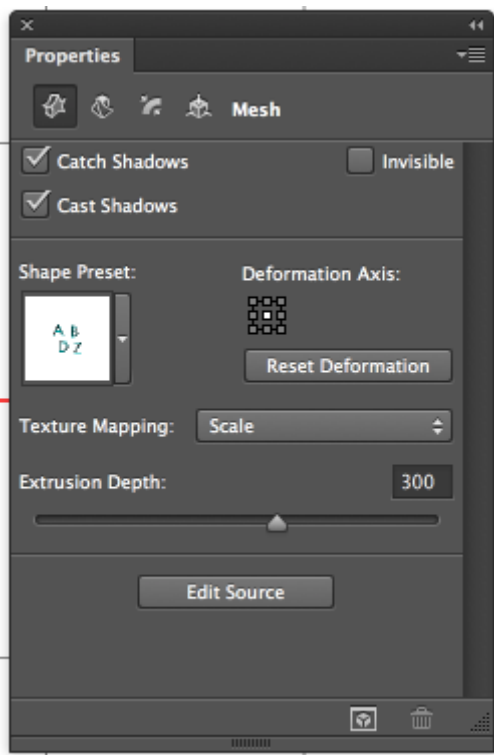 Properties
Mesh
Catch Shadows
Invisible
Cast Shadows
Shape Preset:
Deformation Axis:
A B
D Z
Reset Deformation
Texture Mapping:
Scale
Extrusion Depth:
300
Edit Source